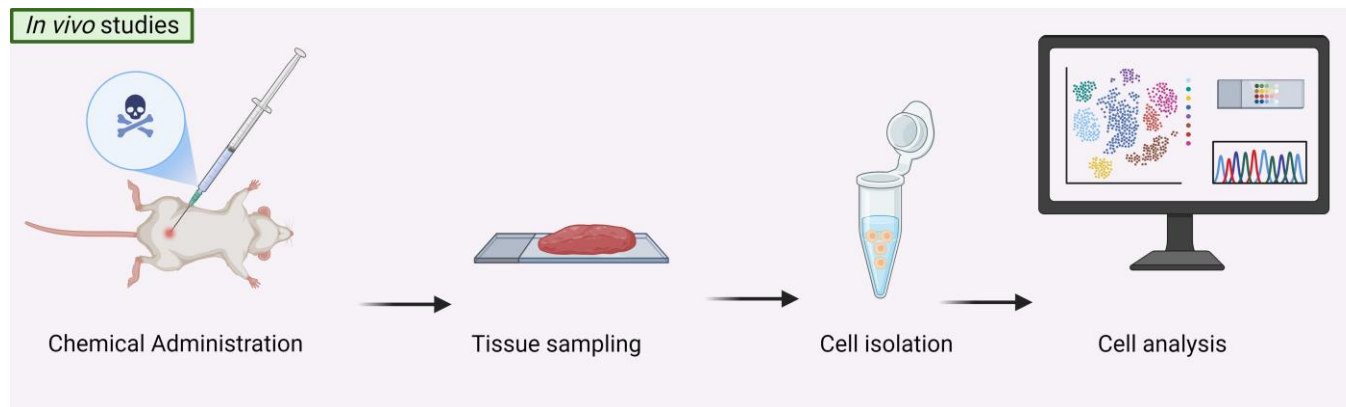 In vivo studies
Chemical Administration
Tissue sampling
Cell isolation
Cell analysis